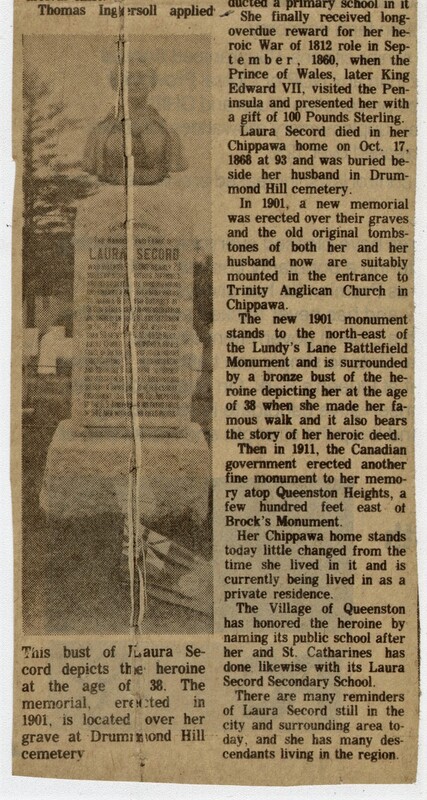 Thomas Ingersoll applied
THE HONOR AND FAME OF
LAURA SECORD
This bust of Laura Se-
cord depicts the heroine
at the age of 38. The
memorial, erected in
1901, is located over her
grave at Drummond Hill
cemetery
ducted a primary school in it
She finally received long-
overdue reward for her he-
roic War of 1812 role in Sep-
tember, 1860, when the
Prince of Wales, later King
Edward VII, visited the Pen-
insula and presented her with
a gift of 100 Pounds Sterling.
Laura Secord died in her
Chippawa home on Oct. 17,
1868 at 93 and was buried be-
side her husband in Drum-
mond Hill cemetery.
In 1901, a new memorial
was erected over their graves
and the old original tombs-
tones of both her and her
husband now are suitably
mounted in the entrance to
Trinity Anglican Church in
Chippawa.
The new 1901 monument
stands to the north-east of
the Lundy's Lane Battlefield
Monument and is surrounded
by a bronze bust of the he-
roine depicting her at the age
of 38 when she made her fa-
mous walk and it also bears
the story of her heroic deed.
Then in 1911, the Canadian
government erected another
fine monument to her memo-
ry atop Queenston Heights, a
few hundred feet east of
Brock's Monument.
Her Chippawa home stands
today little changed from the
time she lived in it and is
currently being lived in as a
private residence.
The Village of Queenston
has honored the heroine by
naming its public school after
her and St. Catharines has
done likewise with its Laura
Secord Secondary School.
There are many reminders
of Laura Secord still in the
city and surrounding area to-
day, and she has many des-
cendants living in the region.